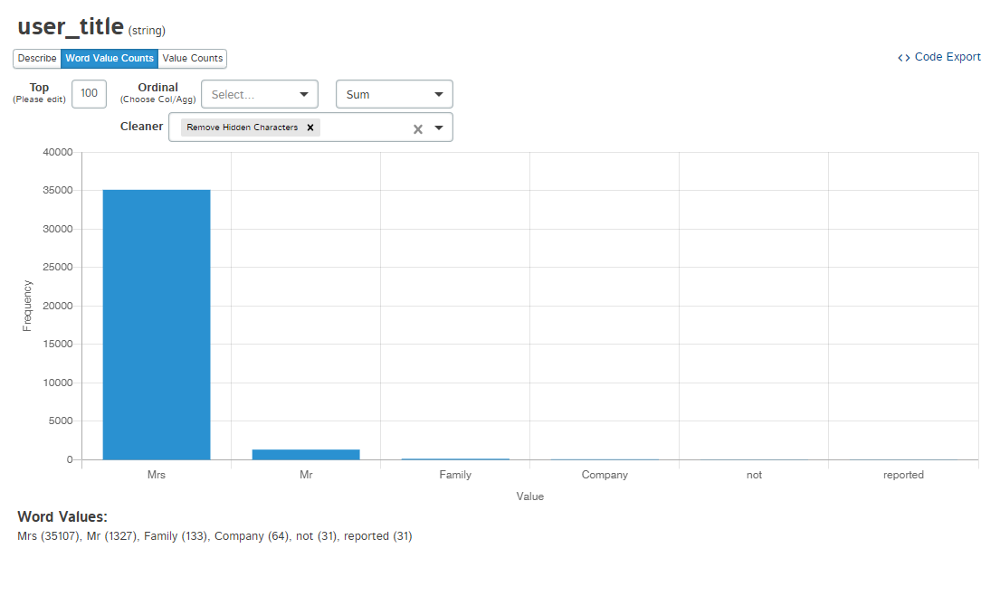 user_title (string)
Describe Word Value Counts Value Counts
<> Code Export
Top (Please edit) 100 Ordinal (Choose Col/Agg) Select... Sum
Cleaner Remove Hidden Characters × ×
40000
35000
30000
25000
20000
15000
10000
5000
0
Frequency
Mrs Mr Family Company not reported
Value
Word Values:
Mrs (35107), Mr (1327), Family (133), Company (64), not (31), reported (31)